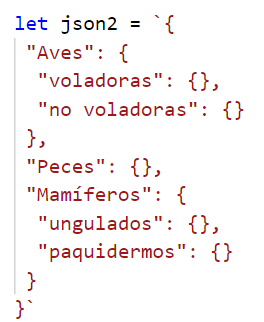 let json2 = `{
"Aves": {
"voladoras": {},
"no voladoras": {}
},
"Peces": {},
"Mamíferos": {
"ungulados": {},
"paquidermos": {}
}
}`